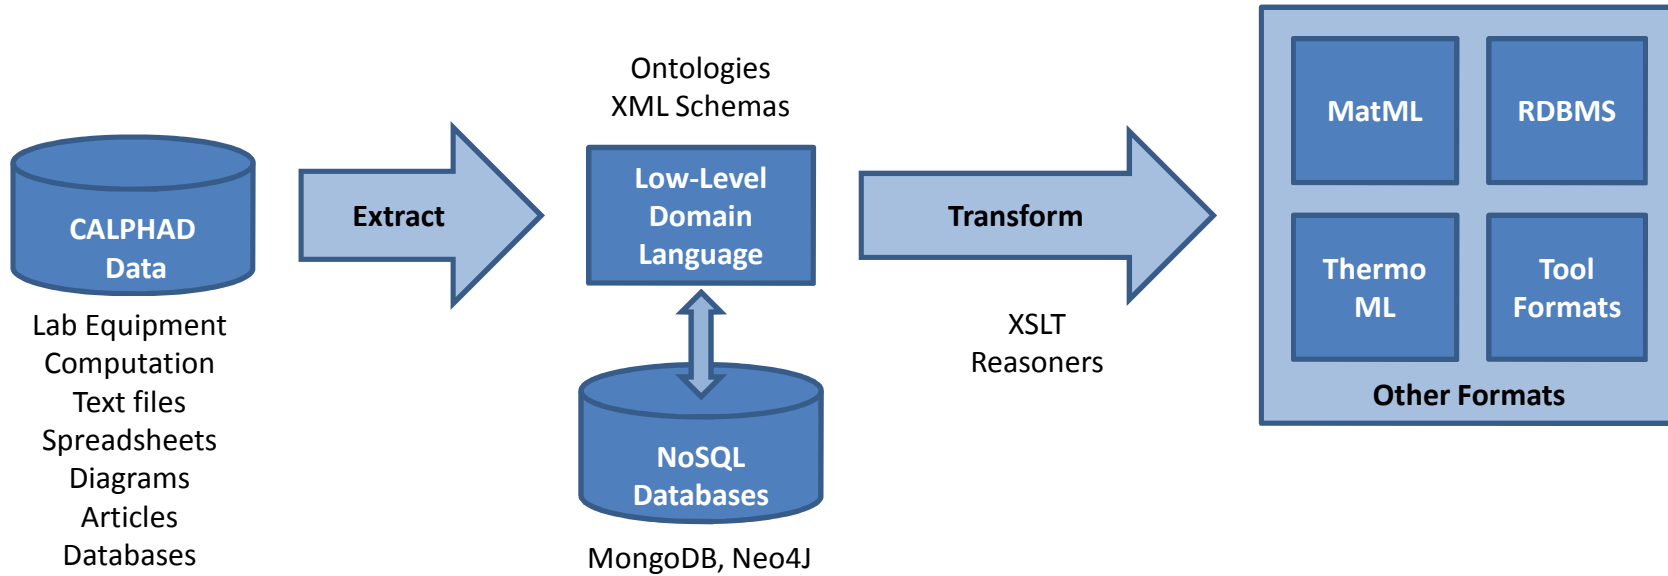 CALPHAD
Data
Lab Equipment
Computation
Text files
Spreadsheets
Diagrams
Articles
Databases
Extract
Ontologies
XML Schemas
Low-Level
Domain
Language
NoSQL
Databases
MongoDB, Neo4J
Transform
XSLT
Reasoners
MatML
RDBMS
Thermo
ML
Tool
Formats
Other Formats